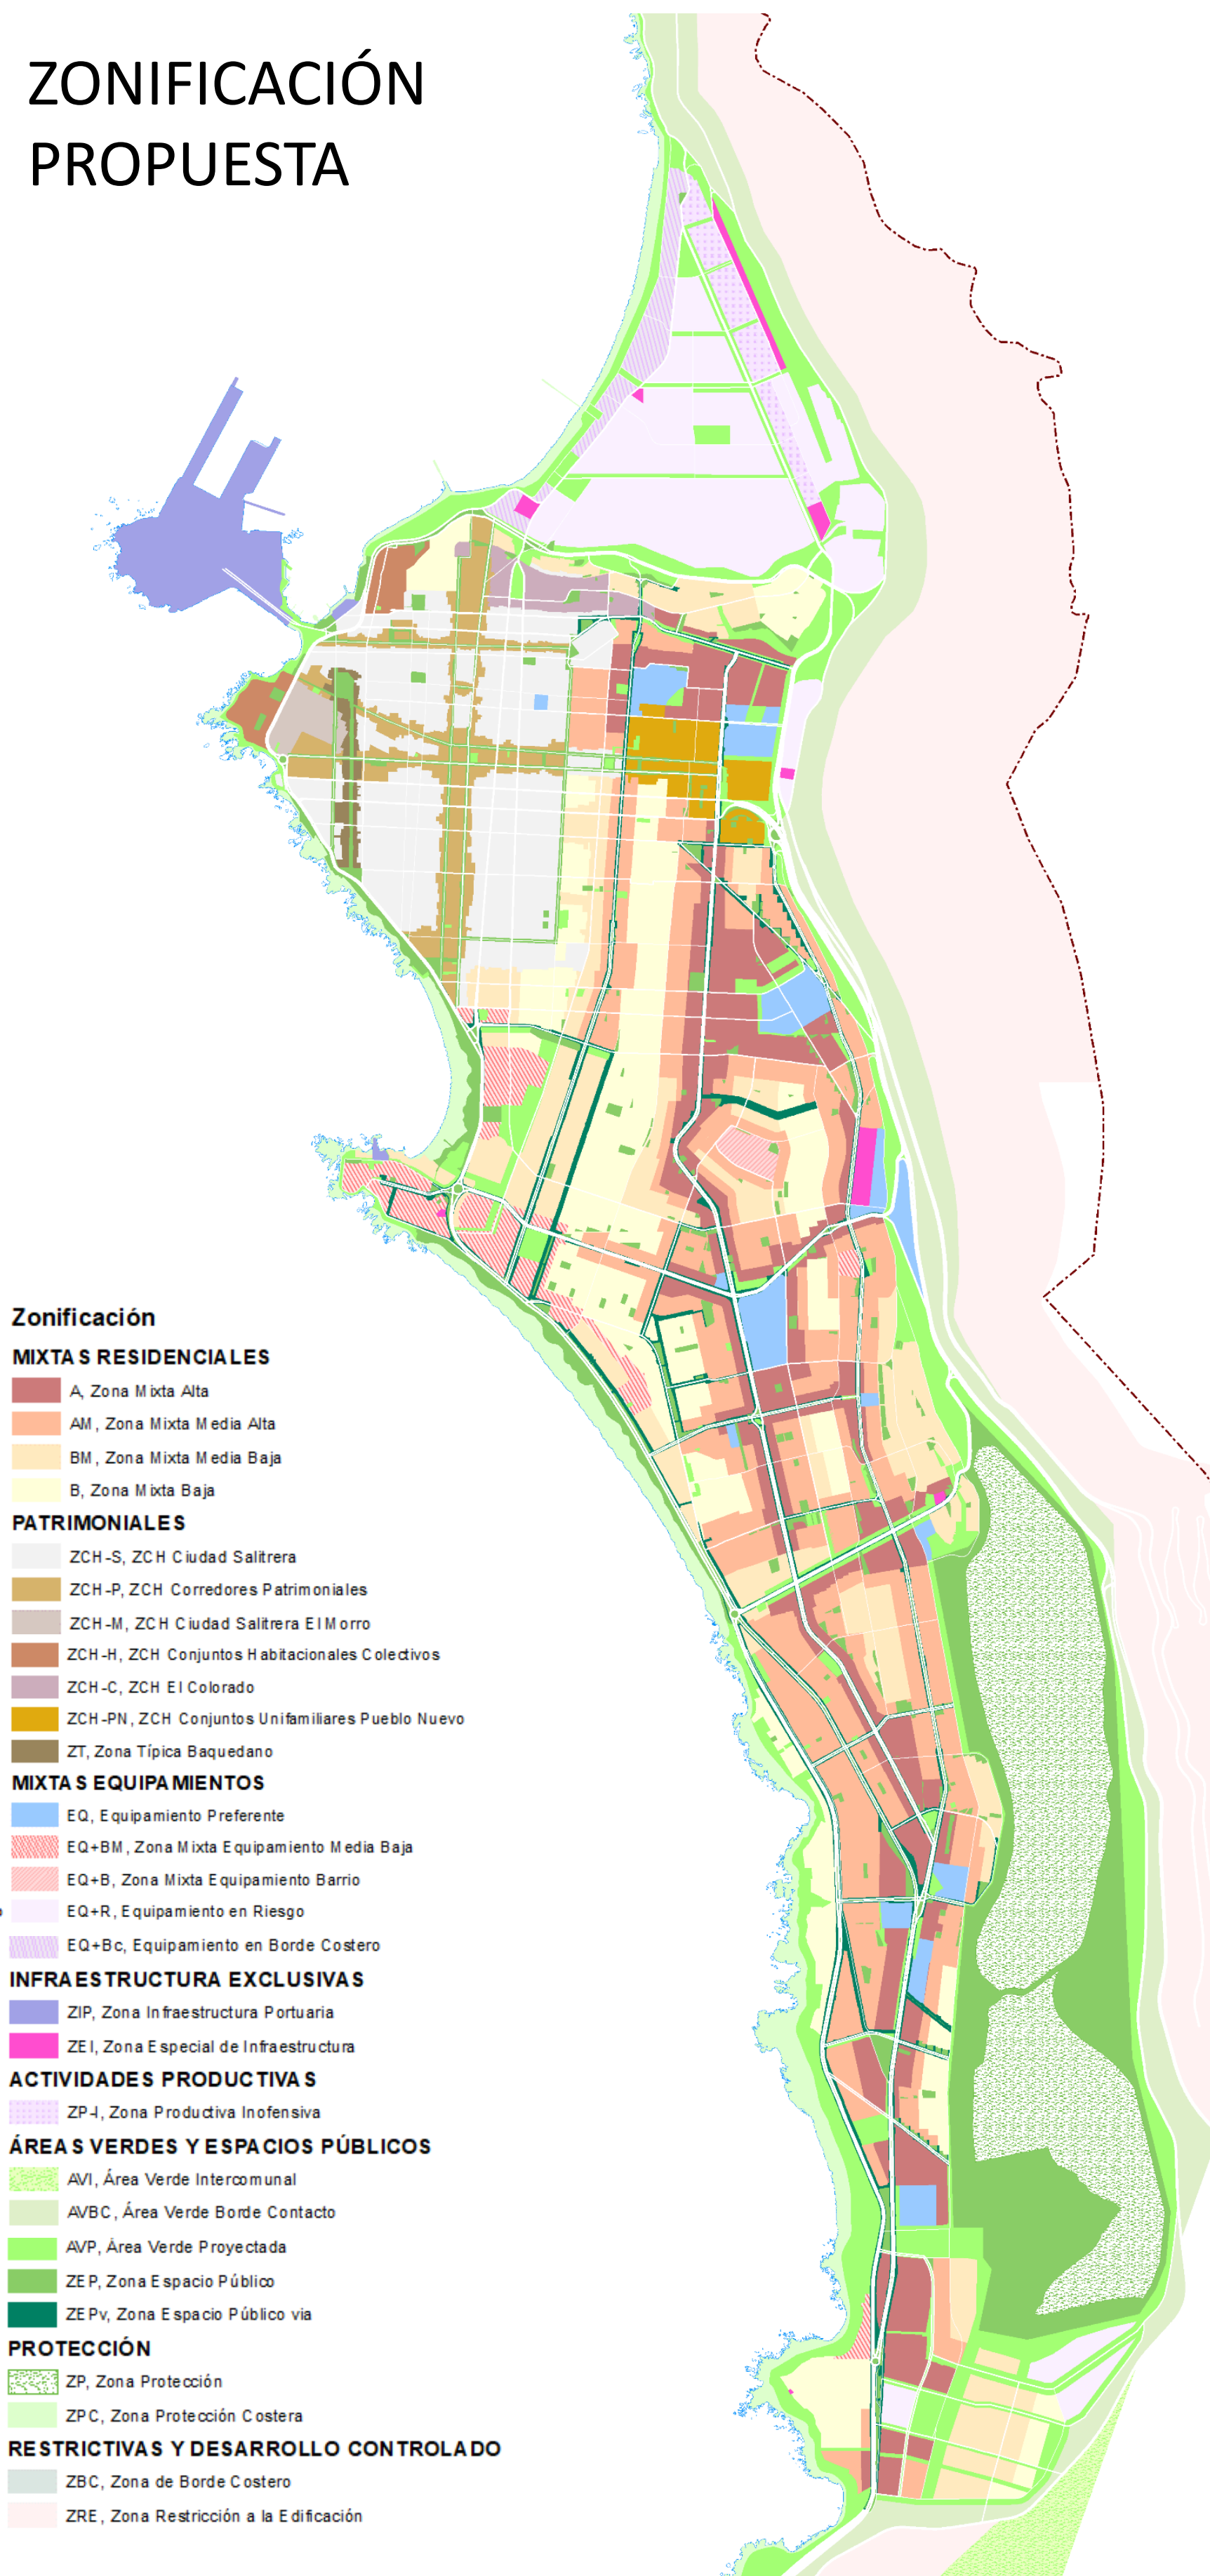 ZONIFICACIÓN
PROPUESTA
Zonificación
MIXTAS RESIDENCIALES
A, Zona Mixta Alta
AM, Zona Mixta Media Alta
BM, Zona Mixta Media Baja
B, Zona Mixta Baja
PATRIMONIALES
ZCH-S, ZCH Ciudad Salitrera
ZCH-P, ZCH Corredores Patrimoniales
ZCH-M, ZCH Ciudad Salitrera El Morro
ZCH-H, ZCH Conjuntos Habitacionales Colectivos
ZCH-C, ZCH El Colorado
ZCH-PN, ZCH Conjuntos Unifamiliares Pueblo Nuevo
ZT, Zona Típica Baquedano
MIXTAS EQUIPAMIENTOS
EQ, Equipamiento Preferente
EQ+BM, Zona Mixta Equipamiento Media Baja
EQ+B, Zona Mixta Equipamiento Barrio
EQ+R, Equipamiento en Riesgo
EQ+Bc, Equipamiento en Borde Costero
INFRAESTRUCTURA EXCLUSIVAS
ZIP, Zona Infraestructura Portuaria
ZEI, Zona Especial de Infraestructura
ACTIVIDADES PRODUCTIVAS
ZP-I, Zona Productiva Inofensiva
ÁREAS VERDES Y ESPACIOS PÚBLICOS
AVI, Área Verde Intercomunal
AVBC, Área Verde Borde Contacto
AVP, Área Verde Proyectada
ZEP, Zona Espacio Público
ZEPv, Zona Espacio Público via
PROTECCIÓN
ZP, Zona Protección
ZPC, Zona Protección Costera
RESTRICTIVAS Y DESARROLLO CONTROLADO
ZBC, Zona de Borde Costero
ZRE, Zona Restricción a la Edificación